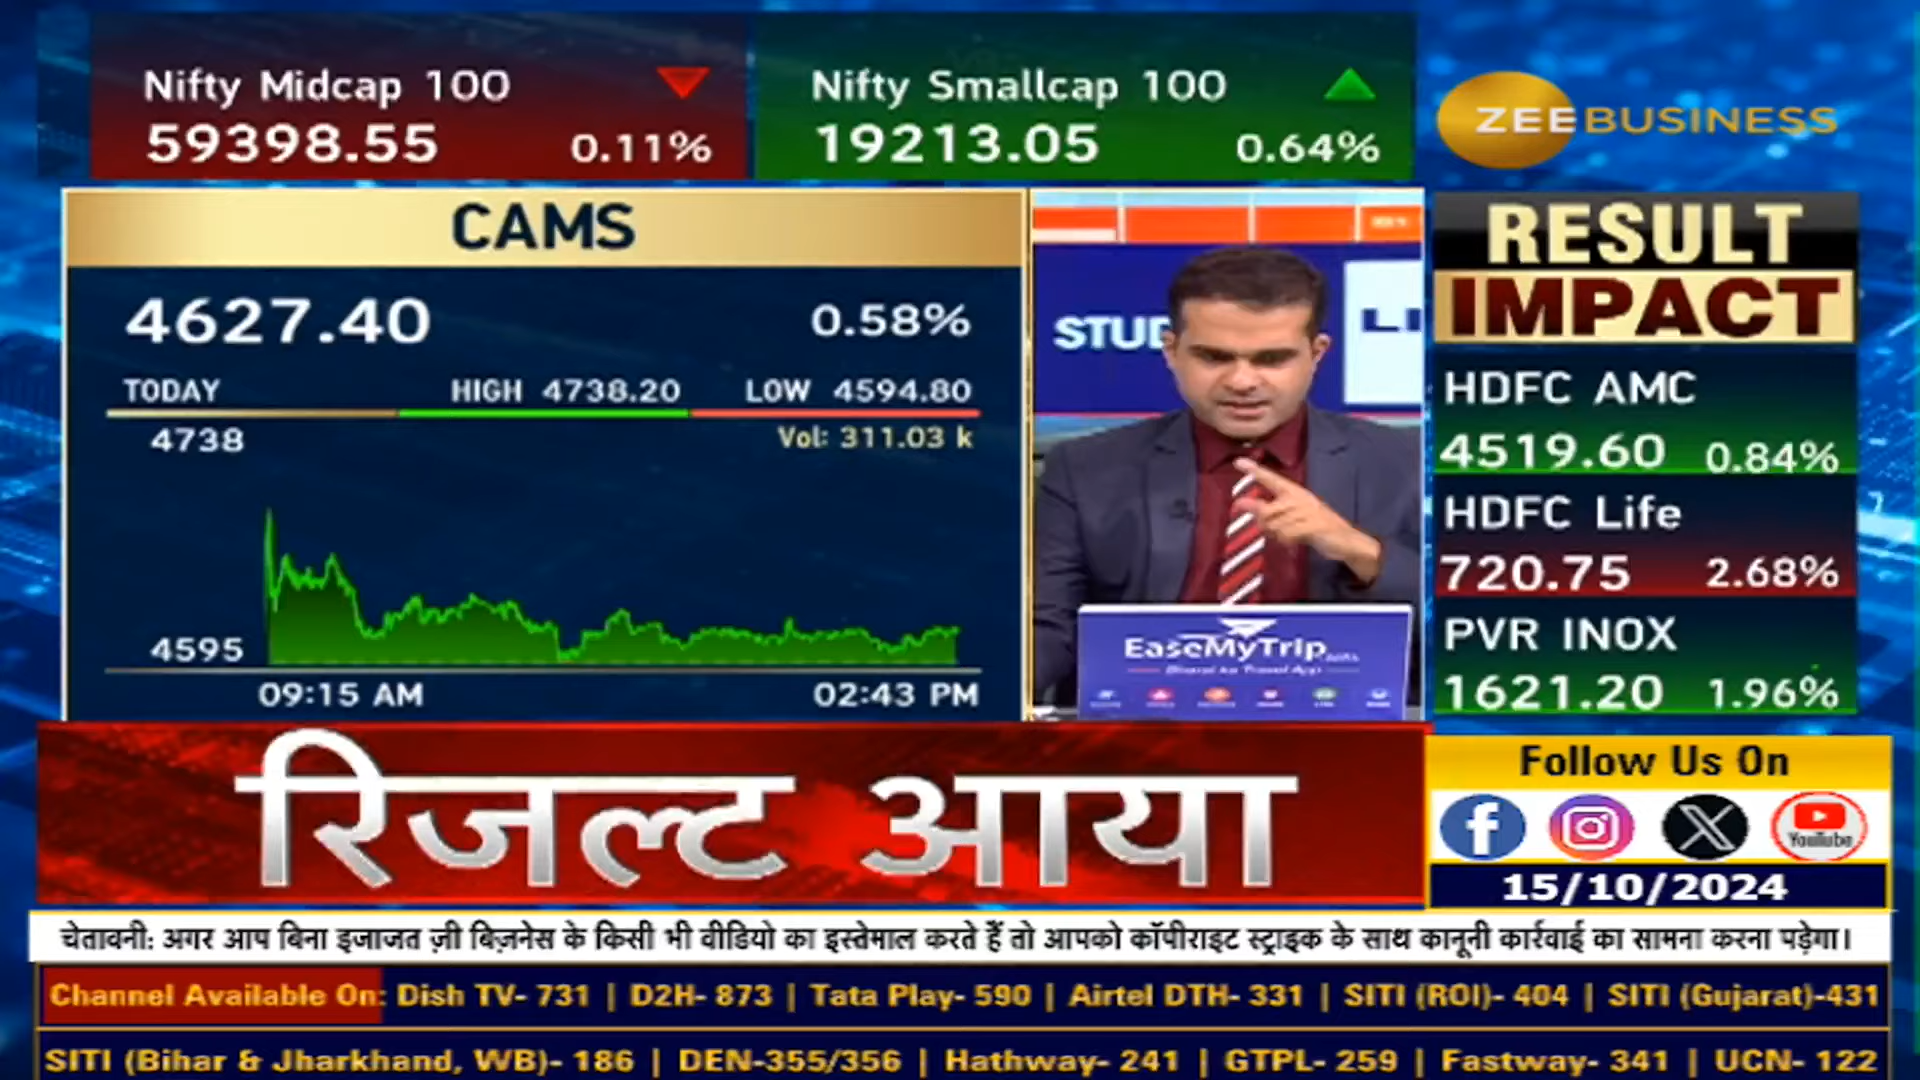 Nifty Midcap 100
59398.55 0.11%
Nifty Smallcap 100
19213.05 0.64%
ZEEBUSINESS
CAMS
4627.40 0.58%
TODAY HIGH 4738.20 LOW 4594.80
4738 Vol: 311.03 k
4595
09:15 AM 02:43 PM
EaseMyTrip
RESULT
IMPACT
HDFC AMC
4519.60 0.84%
HDFC Life
720.75 2.68%
PVR INOX
1621.20 1.96%
रिजल्ट आया
Follow Us On
YouTube
15/10/2024
चेतावनी: अगर आप बिना इजाजत ज़ी बिज़नेस के किसी भी वीडियो का इस्तेमाल करते हैं तो आपको कॉपीराइट स्ट्राइक के साथ कानूनी कार्रवाई का सामना करना पड़ेगा।
Channel Available On: Dish TV- 731 | D2H- 873 | Tata Play- 590 | Airtel DTH- 331 | SITI (ROI)- 404 | SITI (Gujarat)-431
SITI (Bihar & Jharkhand, WB)- 186 | DEN-355/356 | Hathway- 241 | GTPL- 259 | Fastway- 341 | UCN- 122